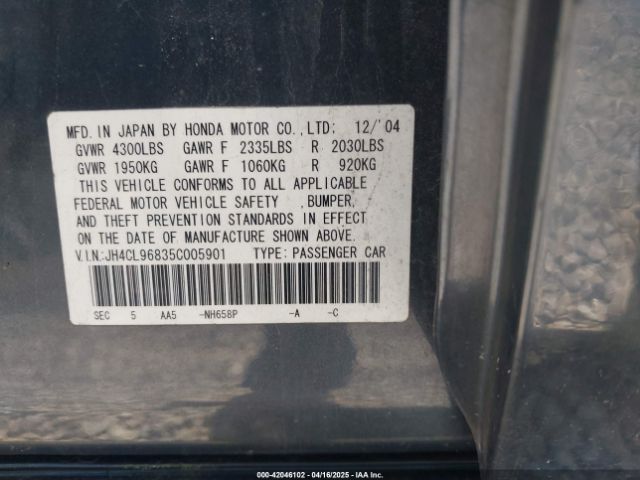 MFD. IN JAPAN BY HONDA MOTOR CO.,LTD: 12/'04
GVWR 4300LBS GAWR F 2335LBS R 2030LBS
GVWR 1950KG GAWR F 1060KG R 920KG
THIS VEHICLE CONFORMS TO ALL APPLICABLE
FEDERAL MOTOR VEHICLE SAFETY ,BUMPER,
AND THEFT PREVENTION STANDARDS IN EFFECT
ON THE DATE OF MANUFACTURE SHOWN ABOVE.
V.I.N:JH4CL96835C005901 TYPE: PASSENGER CAR
SEC 5 AA5 -NH658P -A -C
000-42046102 - 04/16/2025 - IAA Inc.